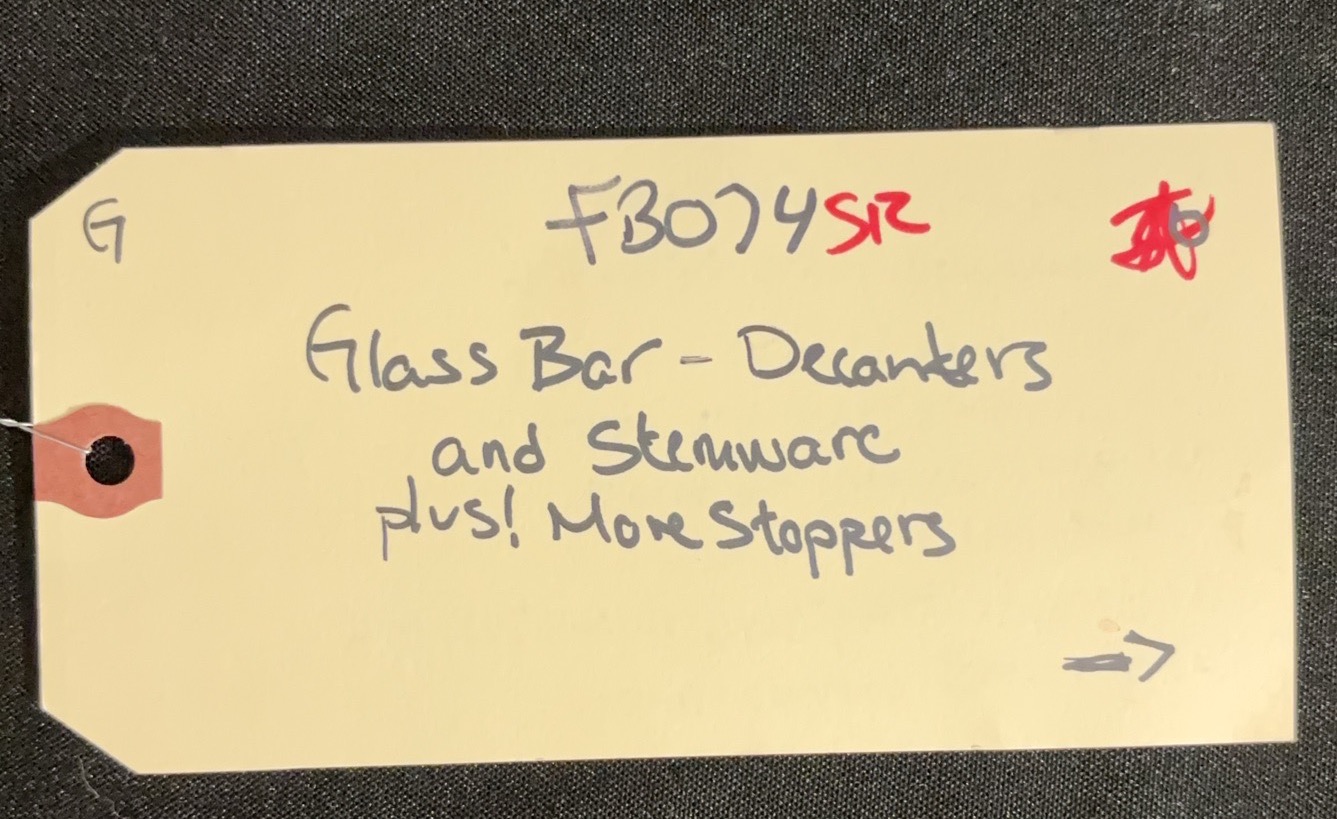 G FB074SR
Glass Bar - Decanters
and Stemware
plus! More Stoppers
→